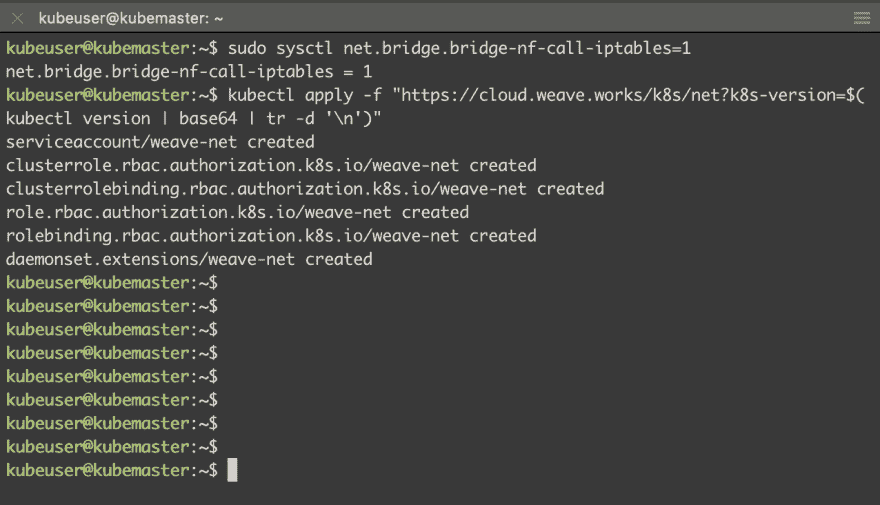 kubeuser@kubemaster: ~
kubeuser@kubemaster:~$ sudo sysctl net.bridge.bridge-nf-call-iptables=1
net.bridge.bridge-nf-call-iptables = 1
kubeuser@kubemaster:~$ kubectl apply -f "https://cloud.weave.works/k8s/net?k8s-version=$(
kubectl version | base64 | tr -d '\n')"
serviceaccount/weave-net created
clusterrole.rbac.authorization.k8s.io/weave-net created
clusterrolebinding.rbac.authorization.k8s.io/weave-net created
role.rbac.authorization.k8s.io/weave-net created
rolebinding.rbac.authorization.k8s.io/weave-net created
daemonset.extensions/weave-net created
kubeuser@kubemaster:~$
kubeuser@kubemaster:~$
kubeuser@kubemaster:~$
kubeuser@kubemaster:~$
kubeuser@kubemaster:~$
kubeuser@kubemaster:~$
kubeuser@kubemaster:~$
kubeuser@kubemaster:~$
kubeuser@kubemaster:~$